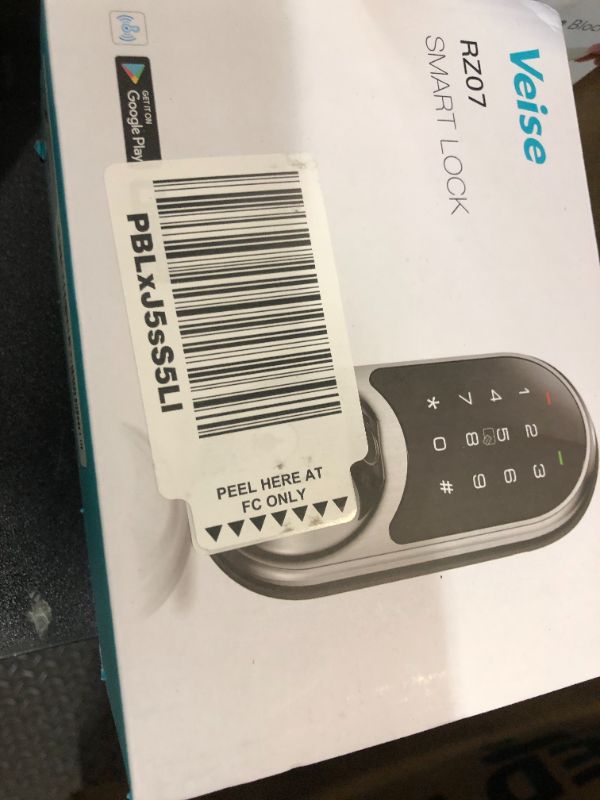 Veise
RZ07
SMART LOCK
GET IT ON
Google Play
PBLxJ5sS5LI
PEEL HERE AT
FC ONLY
1 2 3
4 5 6
7 8 9
* 0 #